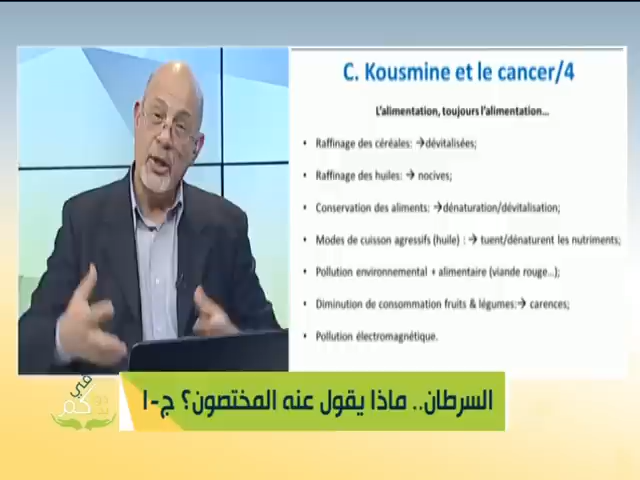 C. Kousmine et le cancer/4
L'alimentation, toujours l'alimentation...
• Raffinage des céréales: →dévitalisées;
• Raffinage des huiles: → nocives;
• Conservation des aliments: →dénaturation/dévitalisation;
• Modes de cuisson agressifs (huile) : → tuent/dénaturent les nutriments;
• Pollution environnemental + alimentaire (viande rouge...);
• Diminution de consommation fruits & légumes:→ carences;
• Pollution électromagnétique.
السرطان.. ماذا يقول عنه المختصون؟ ج-1
في